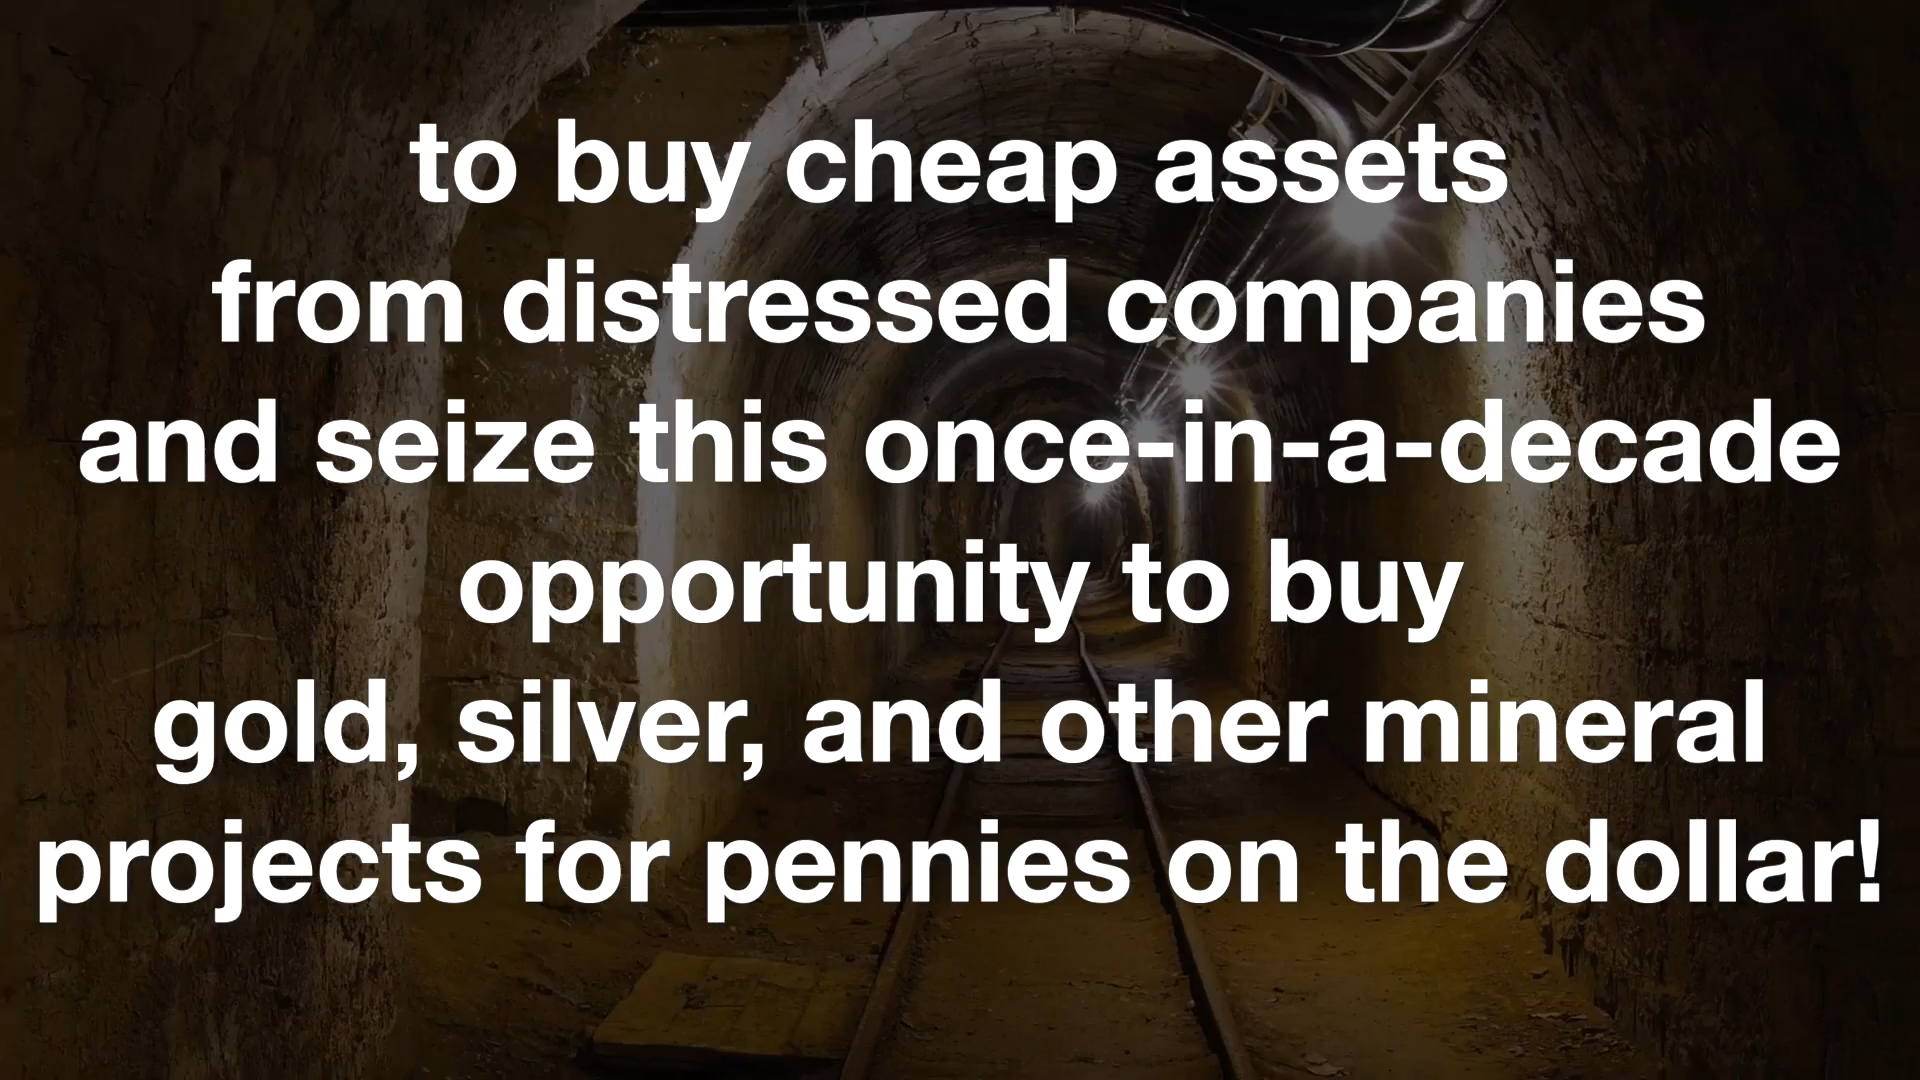 to buy cheap assets
from distressed companies
and seize this once-in-a-decade
opportunity to buy
gold, silver, and other mineral
projects for pennies on the dollar!